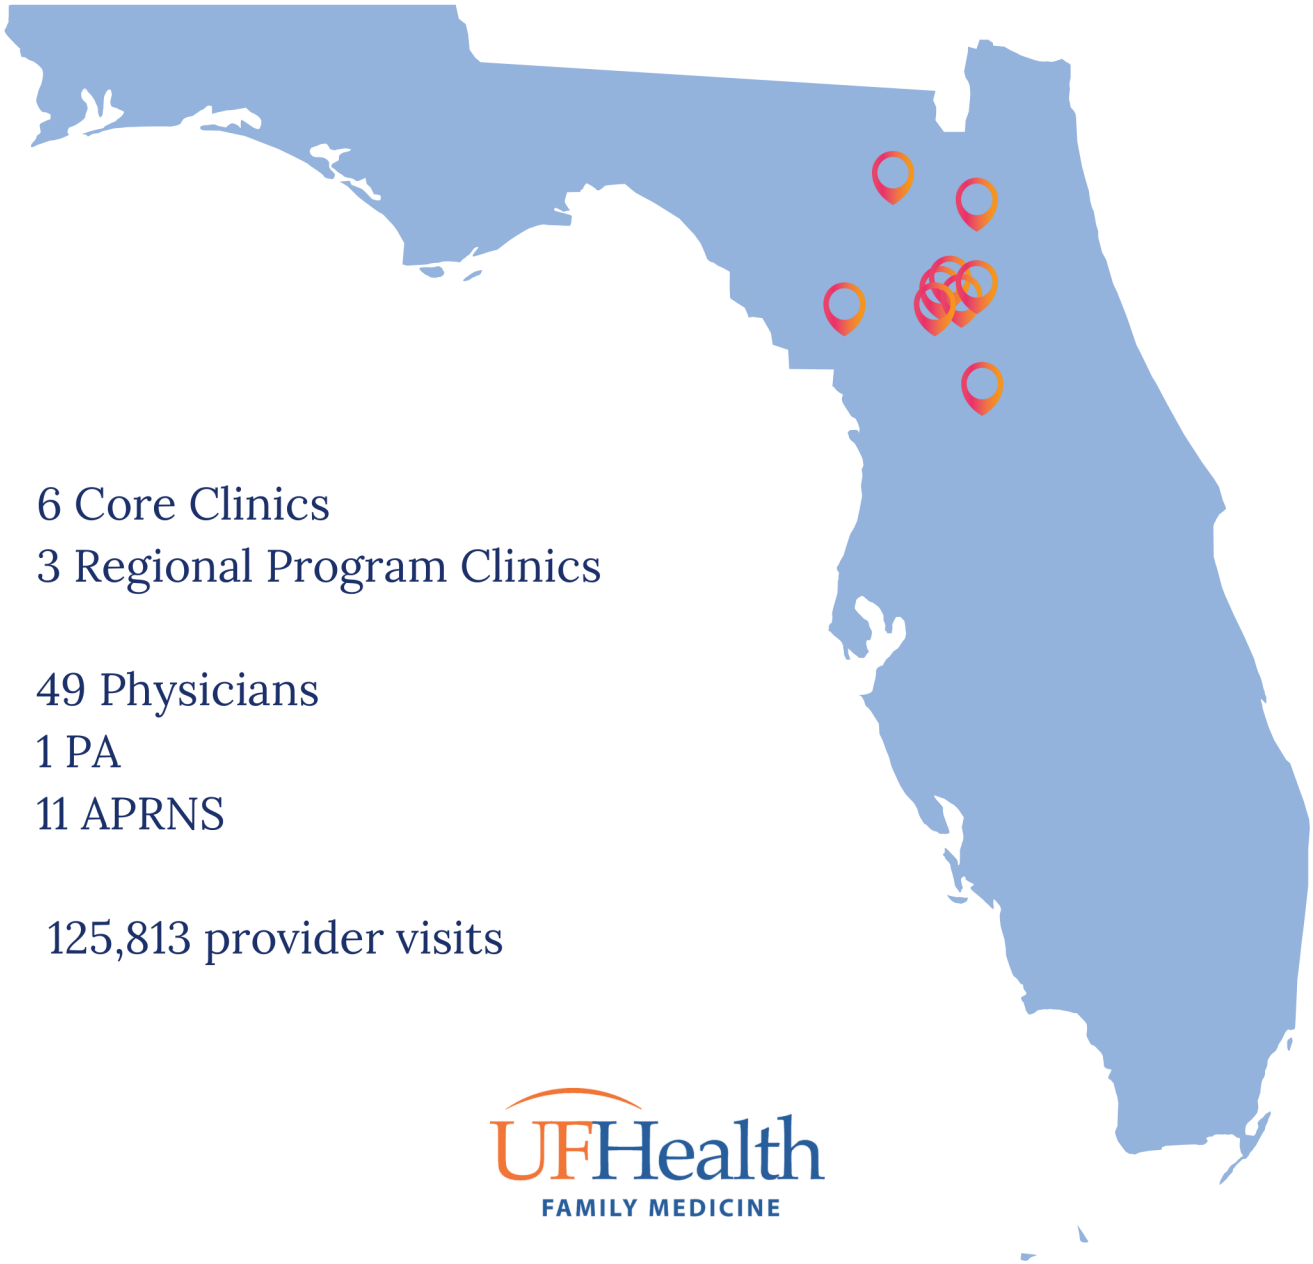 6 Core Clinics
3 Regional Program Clinics
49 Physicians
1 PA
11 APRNS
125,813 provider visits
UFHealth
FAMILY MEDICINE